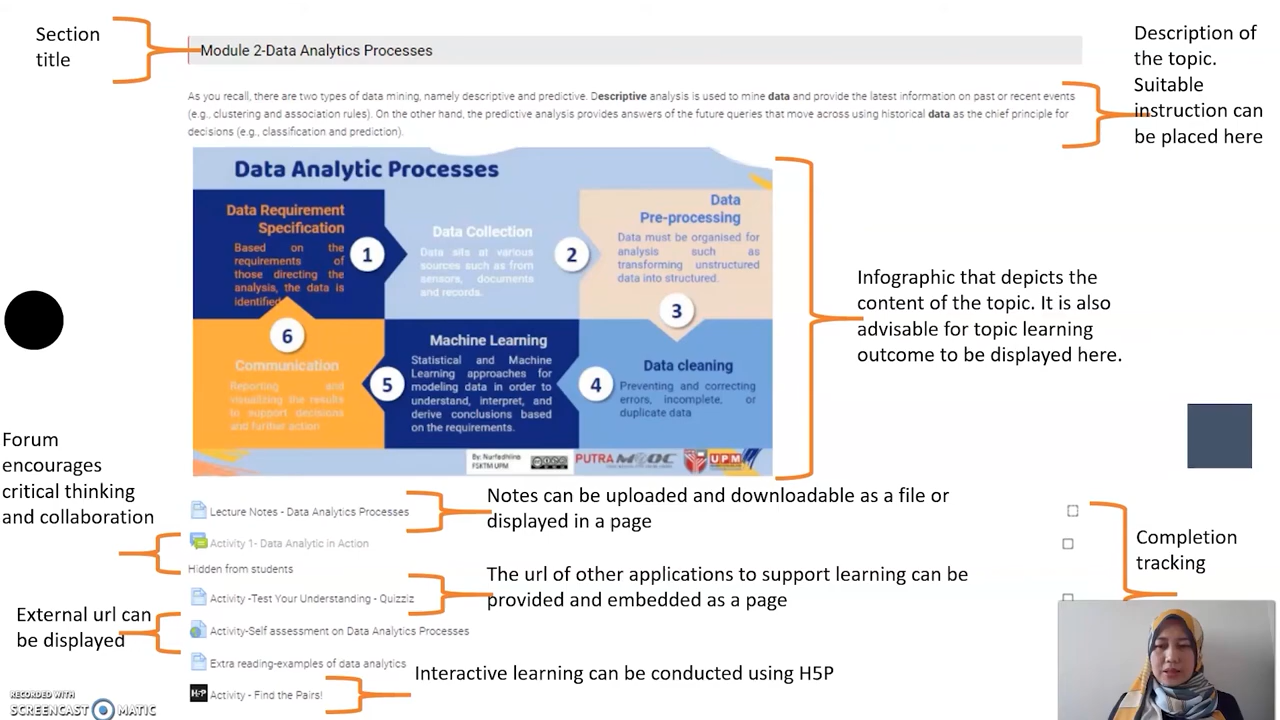 Section
title
Module 2-Data Analytics Processes
Description of
the topic.
Suitable
instruction can
be placed here
As you recall, there are two types of data mining, namely descriptive and predictive. Descriptive analysis is used to mine data and provide the latest information on past or recent events
(e.g., clustering and association rules). On the other hand, the predictive analysis provides answers of the future queries that move across using historical data as the chief principle for
decisions (e.g., classification and prediction).
Data Analytic Processes
Data Requirement
Specification
Based on the
requirements of
those directing the
analysis, the data is
identified
1
Data Collection
Data sits at various
sources such as from
sensors, documents
and records.
2
Data
Pre-processing
Data must be organised for
analysis such as
transforming unstructured
data into structured.
3
6
Communication
Reporting and
visualizing the results
to support decisions
and further action
5
Machine Learning
Statistical and Machine
Learning approaches for
modeling data in order to
understand, interpret, and
derive conclusions based
on the requirements.
4
Data cleaning
Preventing and correcting
errors, incomplete, or
duplicate data
By: Nurfadhlina
FSKTM UPM
PUTRA MOOC
UPM
Infographic that depicts the
content of the topic. It is also
advisable for topic learning
outcome to be displayed here.
Forum
encourages
critical thinking
and collaboration
Lecture Notes - Data Analytics Processes
Notes can be uploaded and downloadable as a file or
displayed in a page
Activity 1- Data Analytic in Action
Hidden from students
Completion
tracking
Activity -Test Your Understanding - Quizziz
The url of other applications to support learning can be
provided and embedded as a page
External url can
be displayed
Activity-Self assessment on Data Analytics Processes
Extra reading-examples of data analytics
Interactive learning can be conducted using H5P
H5P Activity - Find the Pairs!
RECORDED WITH
SCREENCAST MATIC